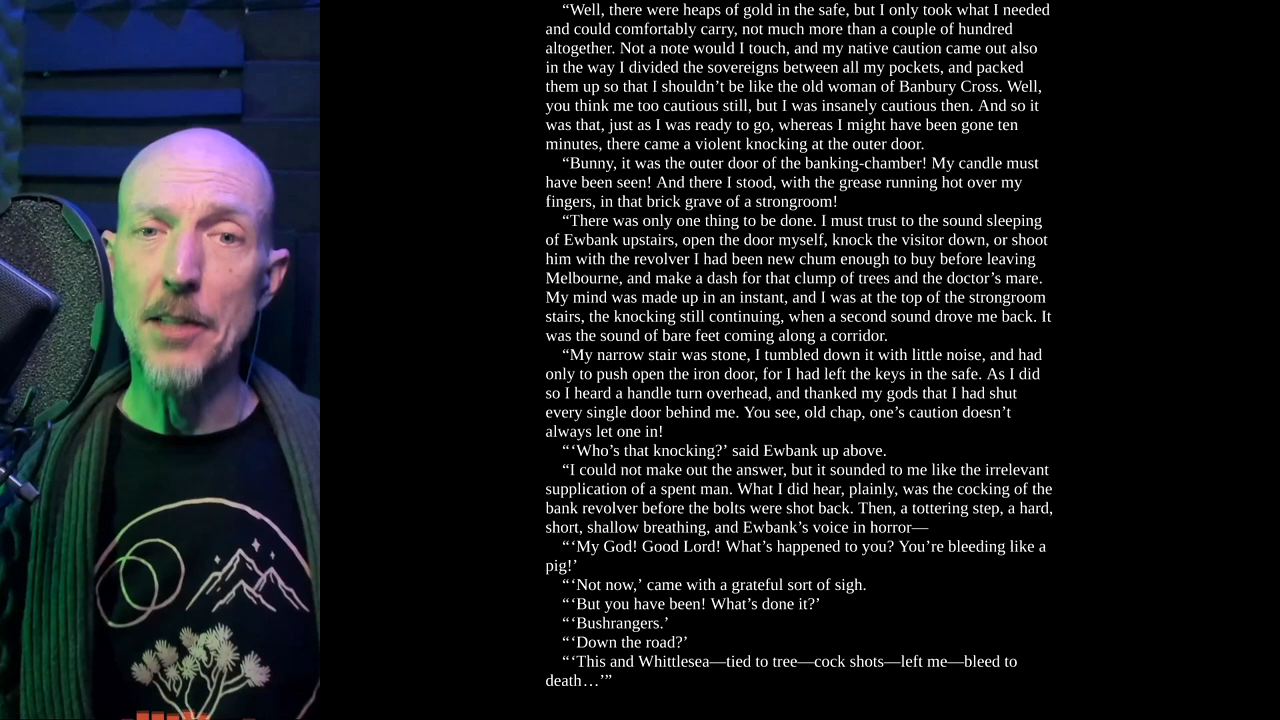 “Well, there were heaps of gold in the safe, but I only took what I needed
and could comfortably carry, not much more than a couple of hundred
altogether. Not a note would I touch, and my native caution came out also
in the way I divided the sovereigns between all my pockets, and packed
them up so that I shouldn’t be like the old woman of Banbury Cross. Well,
you think me too cautious still, but I was insanely cautious then. And so it
was that, just as I was ready to go, whereas I might have been gone ten
minutes, there came a violent knocking at the outer door.
“Bunny, it was the outer door of the banking-chamber! My candle must
have been seen! And there I stood, with the grease running hot over my
fingers, in that brick grave of a strongroom!
“There was only one thing to be done. I must trust to the sound sleeping
of Ewbank upstairs, open the door myself, knock the visitor down, or shoot
him with the revolver I had been new chum enough to buy before leaving
Melbourne, and make a dash for that clump of trees and the doctor’s mare.
My mind was made up in an instant, and I was at the top of the strongroom
stairs, the knocking still continuing, when a second sound drove me back. It
was the sound of bare feet coming along a corridor.
“My narrow stair was stone, I tumbled down it with little noise, and had
only to push open the iron door, for I had left the keys in the safe. As I did
so I heard a handle turn overhead, and thanked my gods that I had shut
every single door behind me. You see, old chap, one’s caution doesn’t
always let one in!
“‘Who’s that knocking?’ said Ewbank up above.
“I could not make out the answer, but it sounded to me like the irrelevant
supplication of a spent man. What I did hear, plainly, was the cocking of the
bank revolver before the bolts were shot back. Then, a tottering step, a hard,
short, shallow breathing, and Ewbank’s voice in horror—
“‘My God! Good Lord! What’s happened to you? You’re bleeding like a
pig!’
“‘Not now,’ came with a grateful sort of sigh.
“‘But you have been! What’s done it?’
“‘Bushrangers.’
“‘Down the road?’
“‘This and Whittlesea—tied to tree—cock shots—left me—bleed to
death…’”